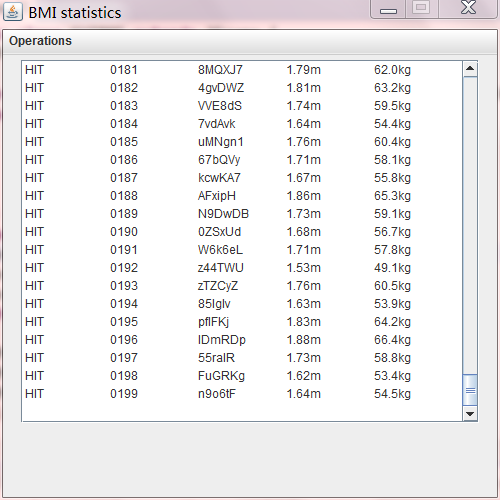 BMI statistics
Operations
HIT 0181 8MQXJ7 1.79m 62.0kg
HIT 0182 4gvDWZ 1.81m 63.2kg
HIT 0183 VVE8dS 1.74m 59.5kg
HIT 0184 7vdAvk 1.64m 54.4kg
HIT 0185 uMNgn1 1.76m 60.4kg
HIT 0186 67bQVy 1.71m 58.1kg
HIT 0187 kcwKA7 1.67m 55.8kg
HIT 0188 AFxipH 1.86m 65.3kg
HIT 0189 N9DwDB 1.73m 59.1kg
HIT 0190 0ZSxUd 1.68m 56.7kg
HIT 0191 W6k6eL 1.71m 57.8kg
HIT 0192 z44TWU 1.53m 49.1kg
HIT 0193 zTZCyZ 1.76m 60.5kg
HIT 0194 1.63m 53.9kg
HIT 0195 1.83m 64.2kg
HIT 0196 1.88m 66.4kg
HIT 0197 1.73m 58.8kg
HIT 0198 FuGRKg 1.62m 53.4kg
HIT 0199 n9o6tF 1.64m 54.5kg